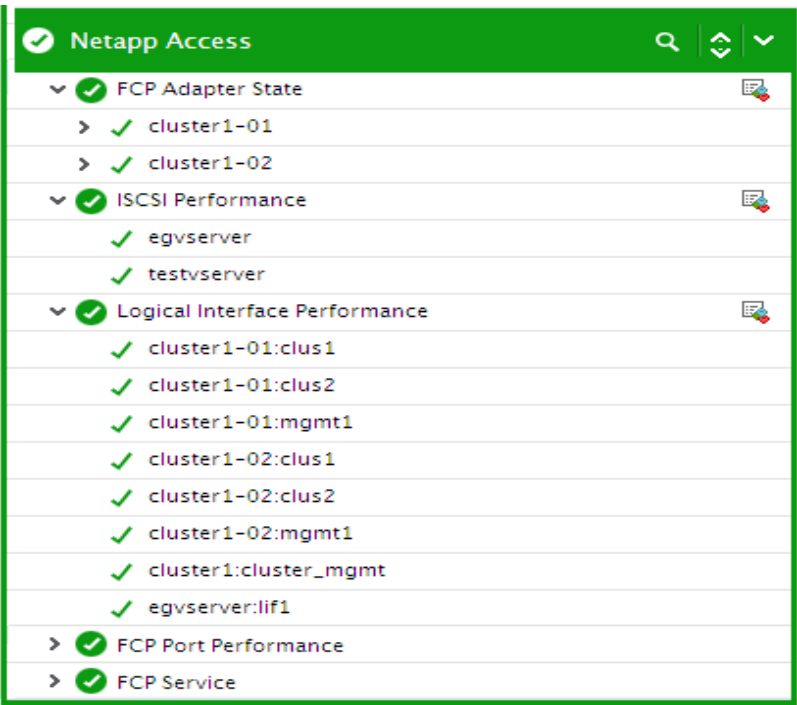 Netapp Access
FCP Adapter State
cluster1-01
cluster1-02
ISCSI Performance
egvserver
testvserver
Logical Interface Performance
cluster1-01:clus1
cluster1-01:clus2
cluster1-01:mgmt1
cluster1-02:clus1
cluster1-02:clus2
cluster1-02:mgmt1
cluster1:cluster_mgmt
egvserver:lif1
FCP Port Performance
FCP Service